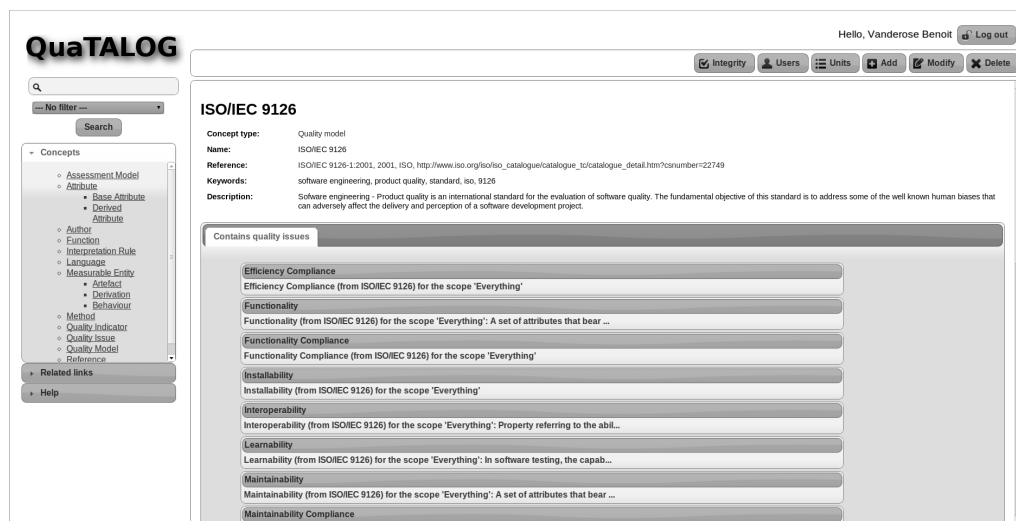 QuaTALOG
Hello, Vanderose Benoit
Log out
Integrity
Users
Units
Add
Modify
Delete
--- No filter ---
Search
Concepts
Assessment Model
Attribute
Base Attribute
Derived
Attribute
Author
Function
Interpretation Rule
Language
Measurable Entity
Artefact
Derivation
Behaviour
Method
Quality Indicator
Quality Issue
Quality Model
Reference
Related links
Help
ISO/IEC 9126
Concept type: Quality model
Name: ISO/IEC 9126
Reference: ISO/IEC 9126-1:2001, 2001, ISO, http://www.iso.org/iso/iso_catalogue/catalogue_tc/catalogue_detail.htm?csnumber=22749
Keywords: software engineering, product quality, standard, iso, 9126
Description: Sofware engineering - Product quality is an international standard for the evaluation of software quality. The fundamental objective of this standard is to address some of the well known human biases that
can adversely affect the delivery and perception of a software development project.
Contains quality issues
Efficiency Compliance
Efficiency Compliance (from ISO/IEC 9126) for the scope 'Everything'
Functionality
Functionality (from ISO/IEC 9126) for the scope 'Everything': A set of attributes that bear ...
Functionality Compliance
Functionality Compliance (from ISO/IEC 9126) for the scope 'Everything'
Installability
Installability (from ISO/IEC 9126) for the scope 'Everything'
Interoperability
Interoperability (from ISO/IEC 9126) for the scope 'Everything': Property referring to the abil...
Learnability
Learnability (from ISO/IEC 9126) for the scope 'Everything': In software testing, the capab...
Maintainability
Maintainability (from ISO/IEC 9126) for the scope 'Everything': A set of attributes that bear ...
Maintainability Compliance